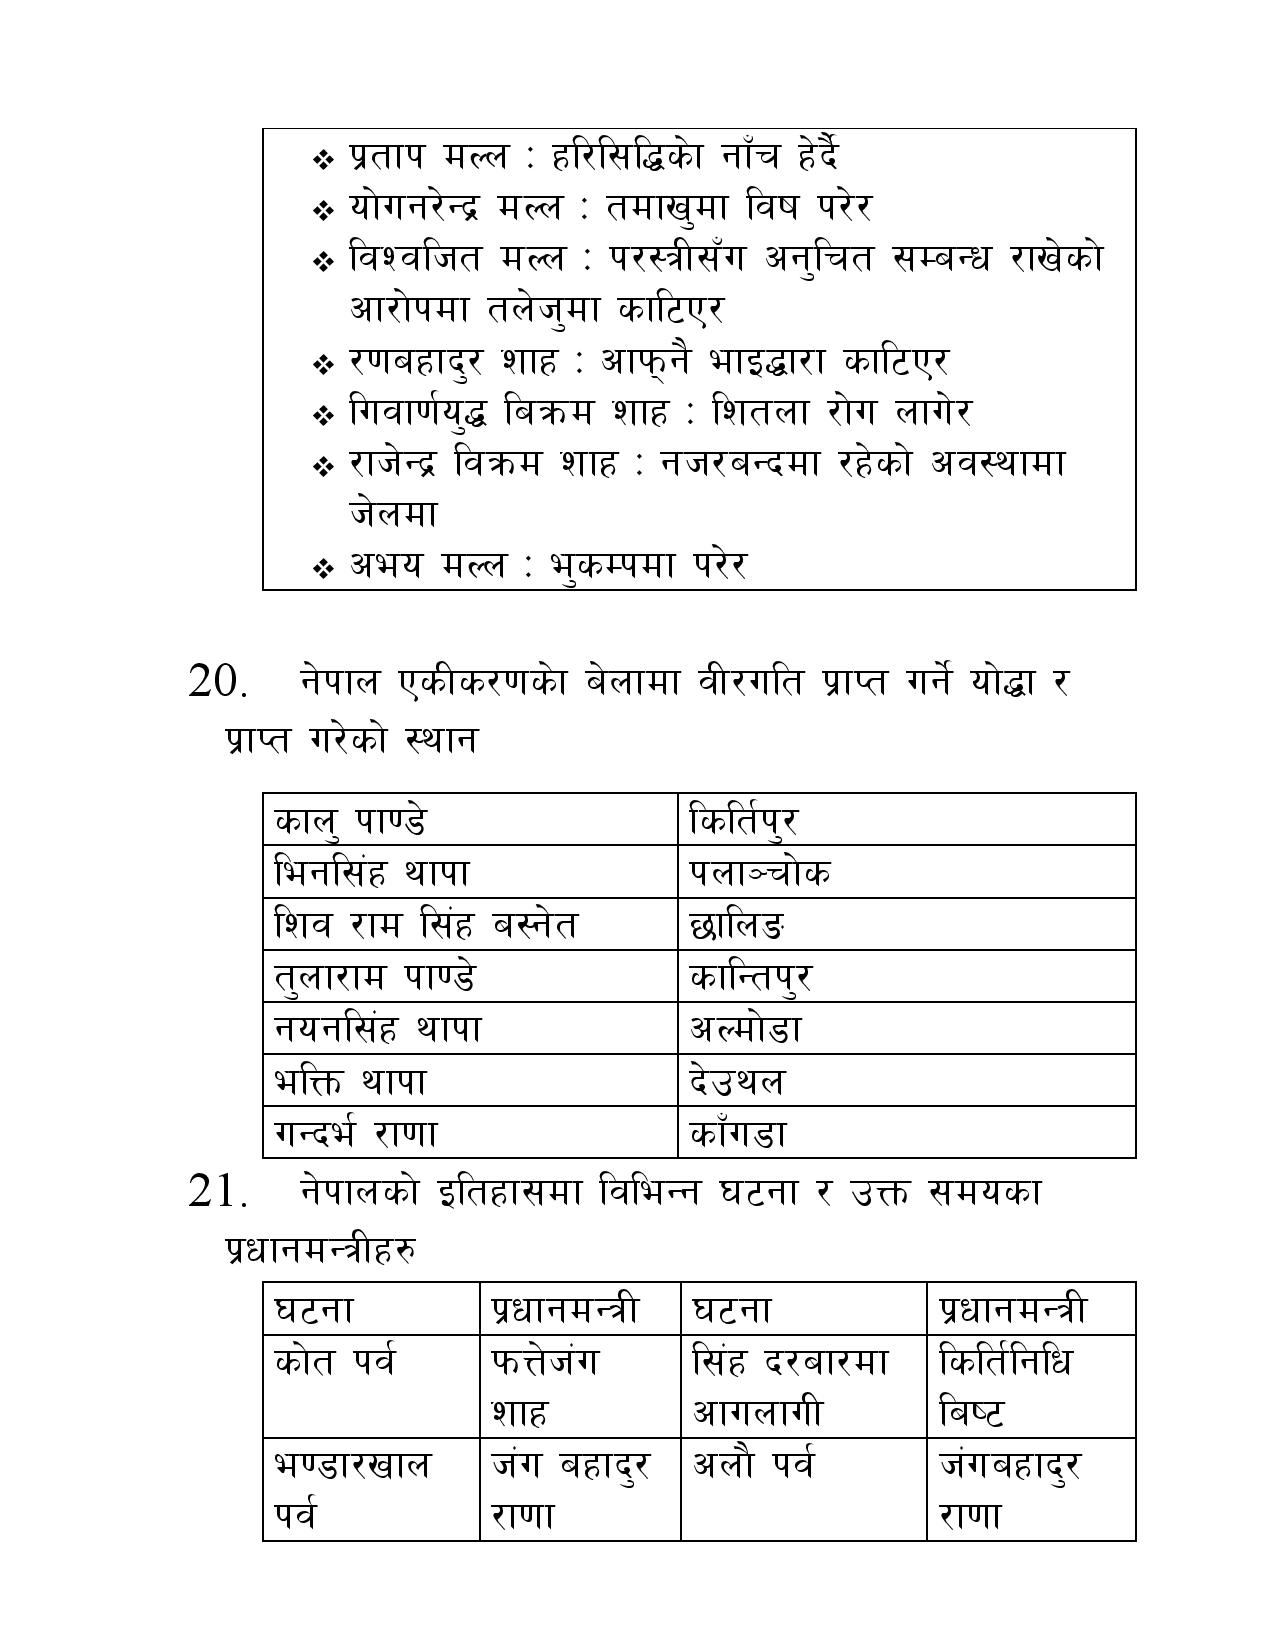 ❖ प्रताप मल्ल : हरिसिद्धिको नाँच हेर्दै
❖ योगनरेन्द्र मल्ल : तमाखुमा विष परेर
❖ विश्वजित मल्ल : परस्त्रीसँग अनुचित सम्बन्ध राखेको
आरोपमा तलेजुमा काटिएर
❖ रणबहादुर शाह : आफ्नै भाइद्धारा काटिएर
❖ गिवार्णयुद्ध बिक्रम शाह : शितला रोग लागेर
❖ राजेन्द्र विक्रम शाह : नजरबन्दमा रहेको अवस्थामा
जेलमा
❖ अभय मल्ल : भुकम्पमा परेर
20. नेपाल एकीकरणको बेलामा वीरगति प्राप्त गर्ने योद्धा र
प्राप्त गरेको स्थान
कालु पाण्डे किर्तिपुर
भिनसिंह थापा पलाञ्चोक
शिव राम सिंह बस्नेत छालिङ
तुलाराम पाण्डे कान्तिपुर
नयनसिंह थापा अल्मोडा
भक्ति थापा देउथल
गन्दर्भ राणा काँगडा
21. नेपालको इतिहासमा विभिन्न घटना र उक्त समयका
प्रधानमन्त्रीहरु
घटना प्रधानमन्त्री घटना प्रधानमन्त्री
कोत पर्व फत्तेजंग सिंह दरबारमा किर्तिनिधि
शाह आगलागी बिष्ट
भण्डारखाल जंग बहादुर अलौ पर्व जंगबहादुर
पर्व राणा राणा